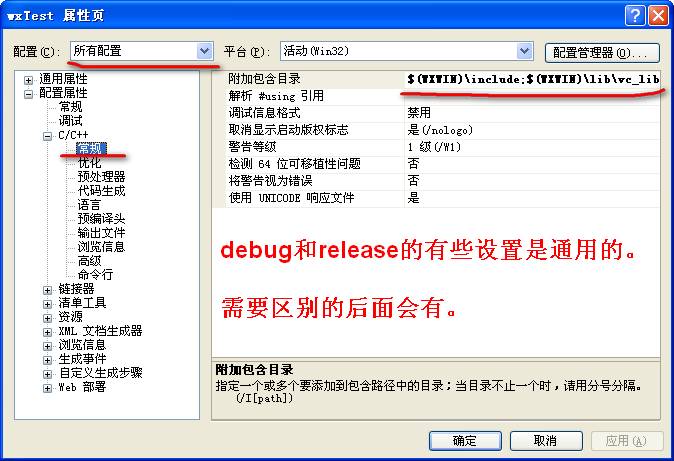 wxTest 属性页
配置(C): 所有配置 平台(P): 活动(Win32) 配置管理器(O)...
通用属性
配置属性
常规
调试
C/C++
常规
优化
预处理器
代码生成
语言
预编译头
输出文件
浏览信息
高级
命令行
链接器
清单工具
资源
XML 文档生成器
浏览信息
生成事件
自定义生成步骤
Web 部署
附加包含目录 $(WXWIN)\include;$(WXWIN)\lib\vc_lib
解析 #using 引用
调试信息格式 禁用
取消显示启动版权标志 是(/nologo)
警告等级 1 级(/W1)
检测 64 位可移植性问题 否
将警告视为错误 否
使用 UNICODE 响应文件 是
debug和release的有些设置是通用的。
需要区别的后面会有。
附加包含目录
指定一个或多个要添加到包含路径中的目录；当目录不止一个时，请用分号分隔。
(/I[path])
确定 取消 应用(A)